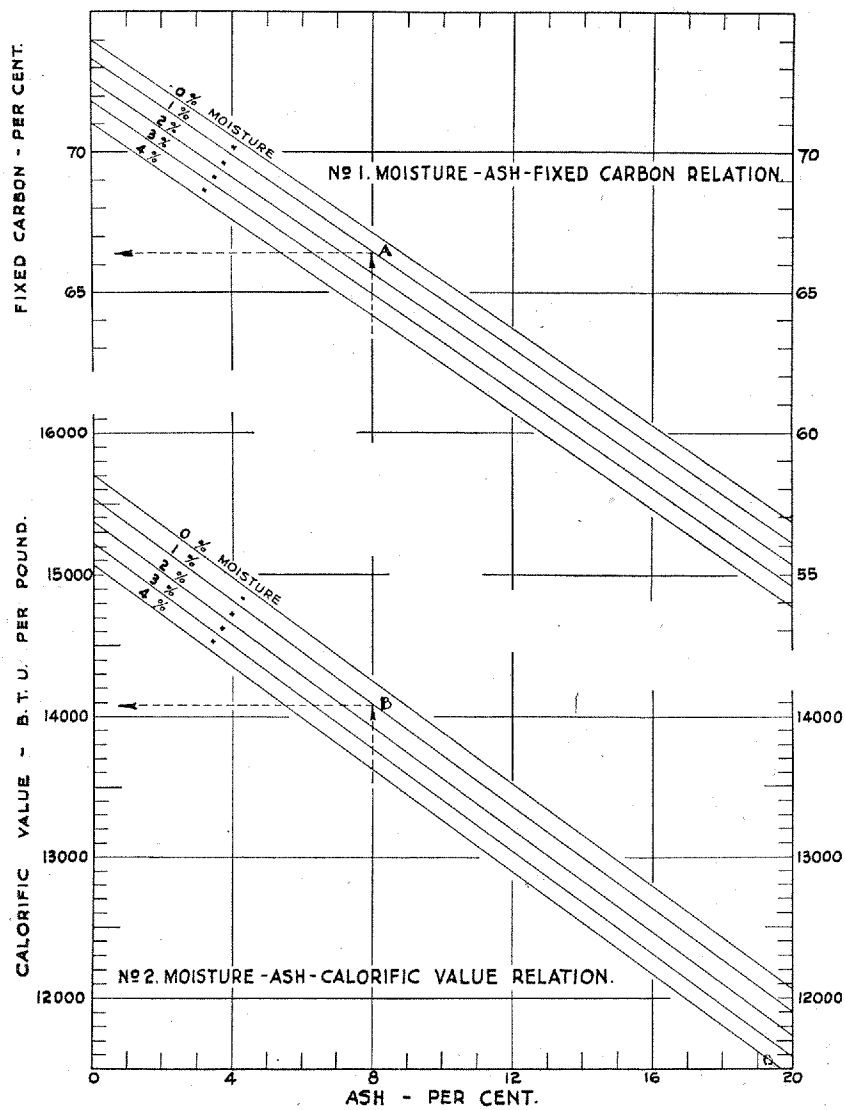 FIXED CARBON - PER CENT.
70
65
0% MOISTURE
1%
2%
3%
4%
Nº 1. MOISTURE - ASH - FIXED CARBON RELATION.
A
70
65
60
55
CALORIFIC VALUE - B.T.U. PER POUND.
16000
15000
14000
13000
12000
0% MOISTURE
1%
2%
3%
4%
B
14000
13000
12000
Nº 2. MOISTURE - ASH - CALORIFIC VALUE RELATION.
0 4 8 12 16 20
ASH - PER CENT.